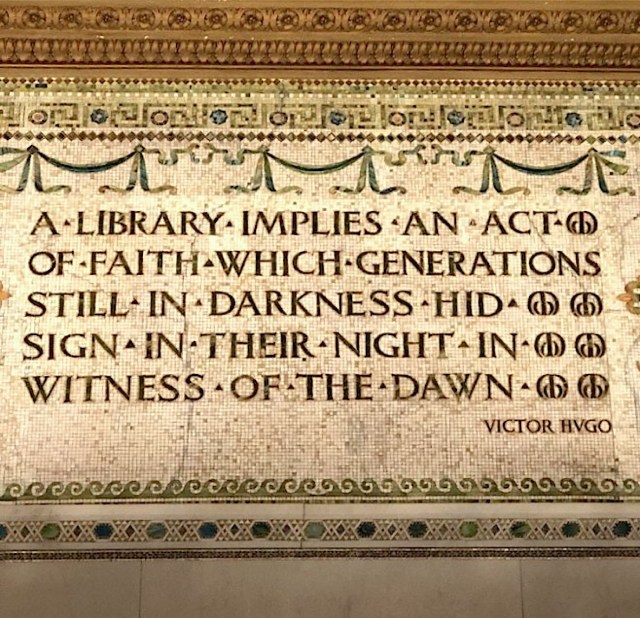 A·LIBRARY·IMPLIES·AN·ACT·
OF·FAITH·WHICH·GENERATIONS
STILL·IN·DARKNESS·HID·
SIGN·IN·THEIR·NIGHT·IN·
WITNESS·OF·THE·DAWN·
VICTOR HVGO